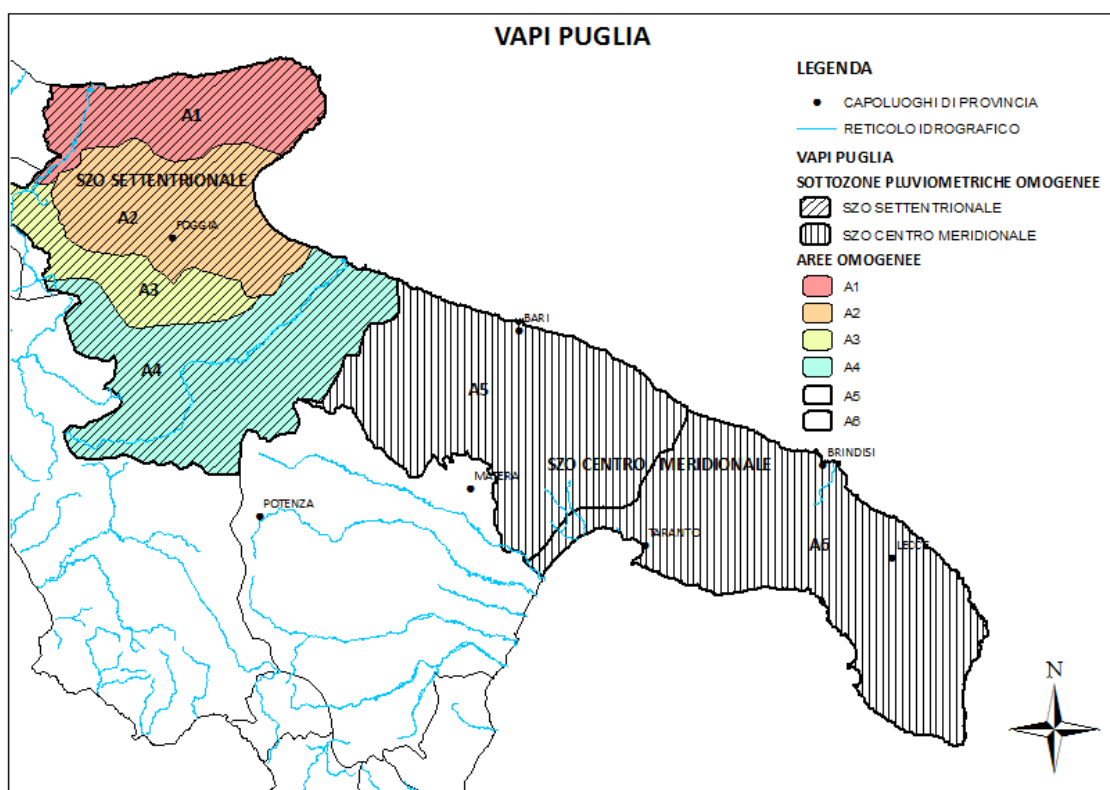 VAPI PUGLIA
LEGENDA
CAPOLUOGHI DI PROVINCIA
RETICOLO IDROGRAFICO
VAPI PUGLIA
SOTTOZONE PLUVIOMETRICHE OMOGENEE
SZO SETTENTRIONALE
SZO CENTRO MERIDIONALE
AREE OMOGENEE
A1
A2
A3
A4
A5
A6
A1
SZO SETTENTRIONALE
A2
FOGGIA
A3
A4
BARI
A5
SZO CENTRO MERIDIONALE
BRINDISI
MATERA
POTENZA
TARANTO
A6
LECCE
N